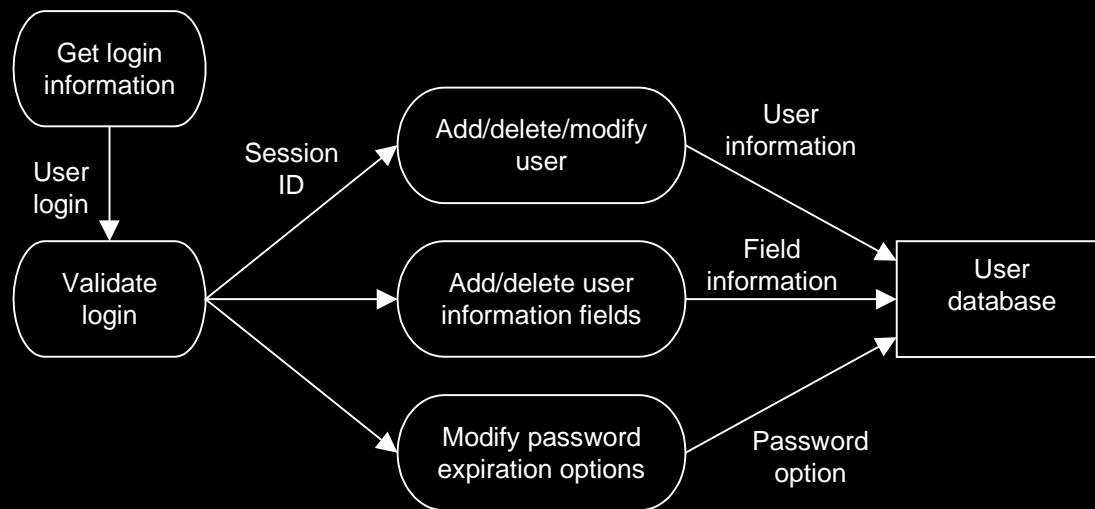 Get login
information
User
login
Validate
login
Session
ID
Add/delete/modify
user
User
information
Add/delete user
information fields
Field
information
User
database
Modify password
expiration options
Password
option